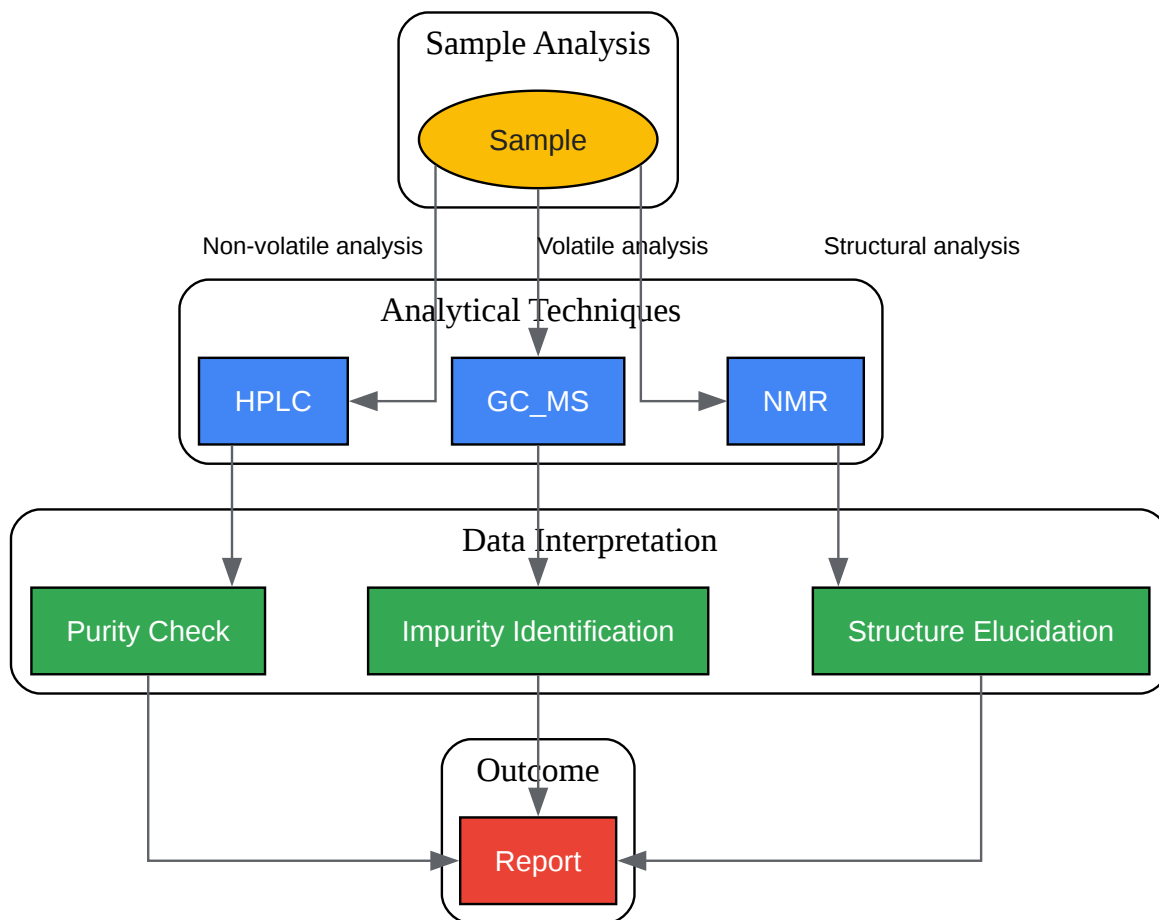 Sample Analysis
Sample
Non-volatile analysis
Volatile analysis
Structural analysis
Analytical Techniques
HPLC
GC_MS
NMR
Data Interpretation
Purity Check
Impurity Identification
Structure Elucidation
Outcome
Report